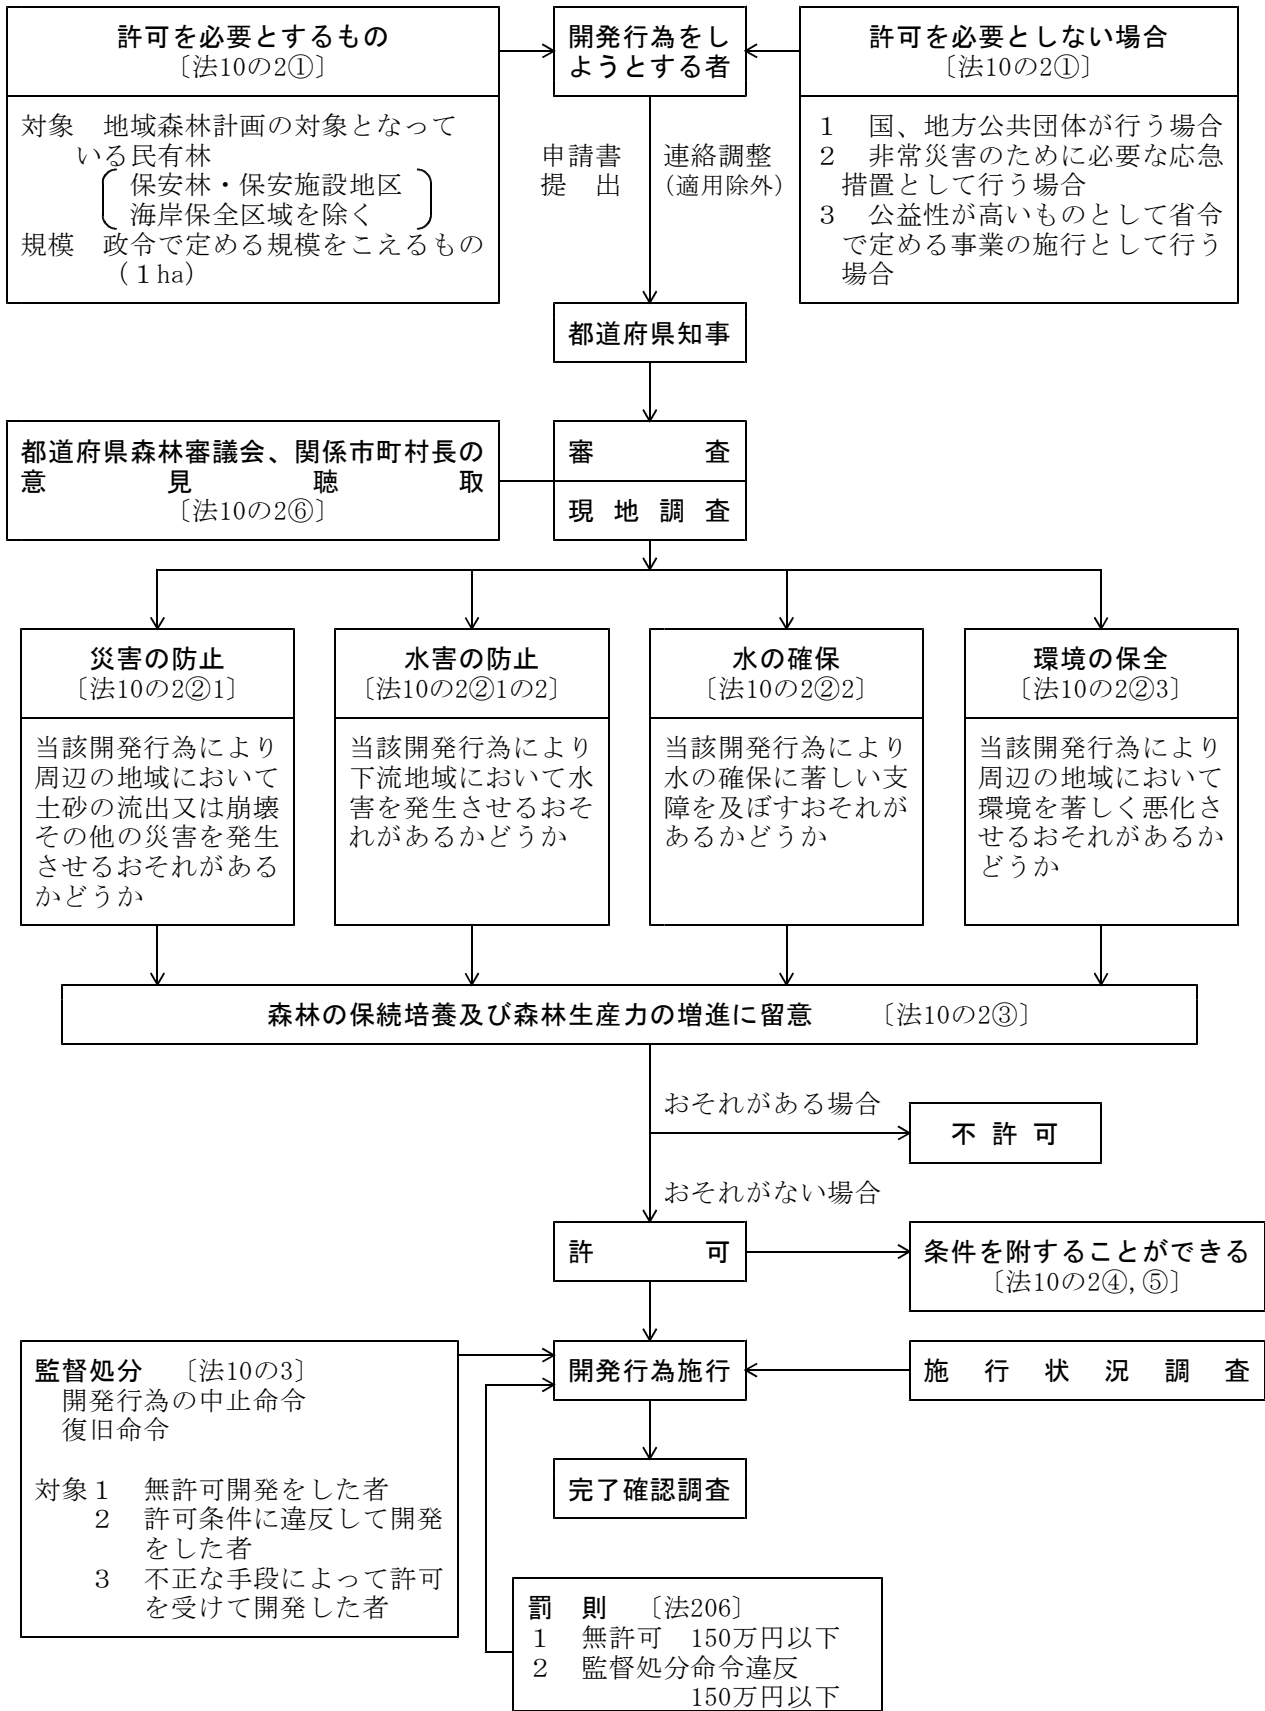 許可を必要とするもの
〔法10の2①〕
対象　地域森林計画の対象となって
いる民有林
保安林・保安施設地区
海岸保全区域を除く
規模　政令で定める規模をこえるもの
(１ha)
開発行為をし
ようとする者
許可を必要としない場合
〔法10の2①〕
１　国、地方公共団体が行う場合
２　非常災害のために必要な応急
措置として行う場合
３　公益性が高いものとして省令
で定める事業の施行として行う
場合
申請書
提　出
連絡調整
(適用除外)
都道府県知事
都道府県森林審議会、関係市町村長の
意　見　聴　取
〔法10の2⑥〕
審　査
現 地 調 査
災害の防止
〔法10の2②1〕
当該開発行為により
周辺の地域において
土砂の流出又は崩壊
その他の災害を発生
させるおそれがある
かどうか
水害の防止
〔法10の2②1の2〕
当該開発行為により
下流地域において水
害を発生させるおそ
れがあるかどうか
水の確保
〔法10の2②2〕
当該開発行為により
水の確保に著しい支
障を及ぼすおそれが
あるかどうか
環境の保全
〔法10の2②3〕
当該開発行為により
周辺の地域において
環境を著しく悪化さ
せるおそれがあるか
どうか
森林の保続培養及び森林生産力の増進に留意　〔法10の2③〕
おそれがある場合
不 許 可
おそれがない場合
許　可
条件を附することができる
〔法10の2④,⑤〕
監督処分　〔法10の3〕
開発行為の中止命令
復旧命令
対象１　無許可開発をした者
２　許可条件に違反して開発
をした者
３　不正な手段によって許可
を受けて開発した者
開発行為施行
施 行 状 況 調 査
完了確認調査
罰　則　〔法206〕
１　無許可　150万円以下
２　監督処分命令違反
150万円以下